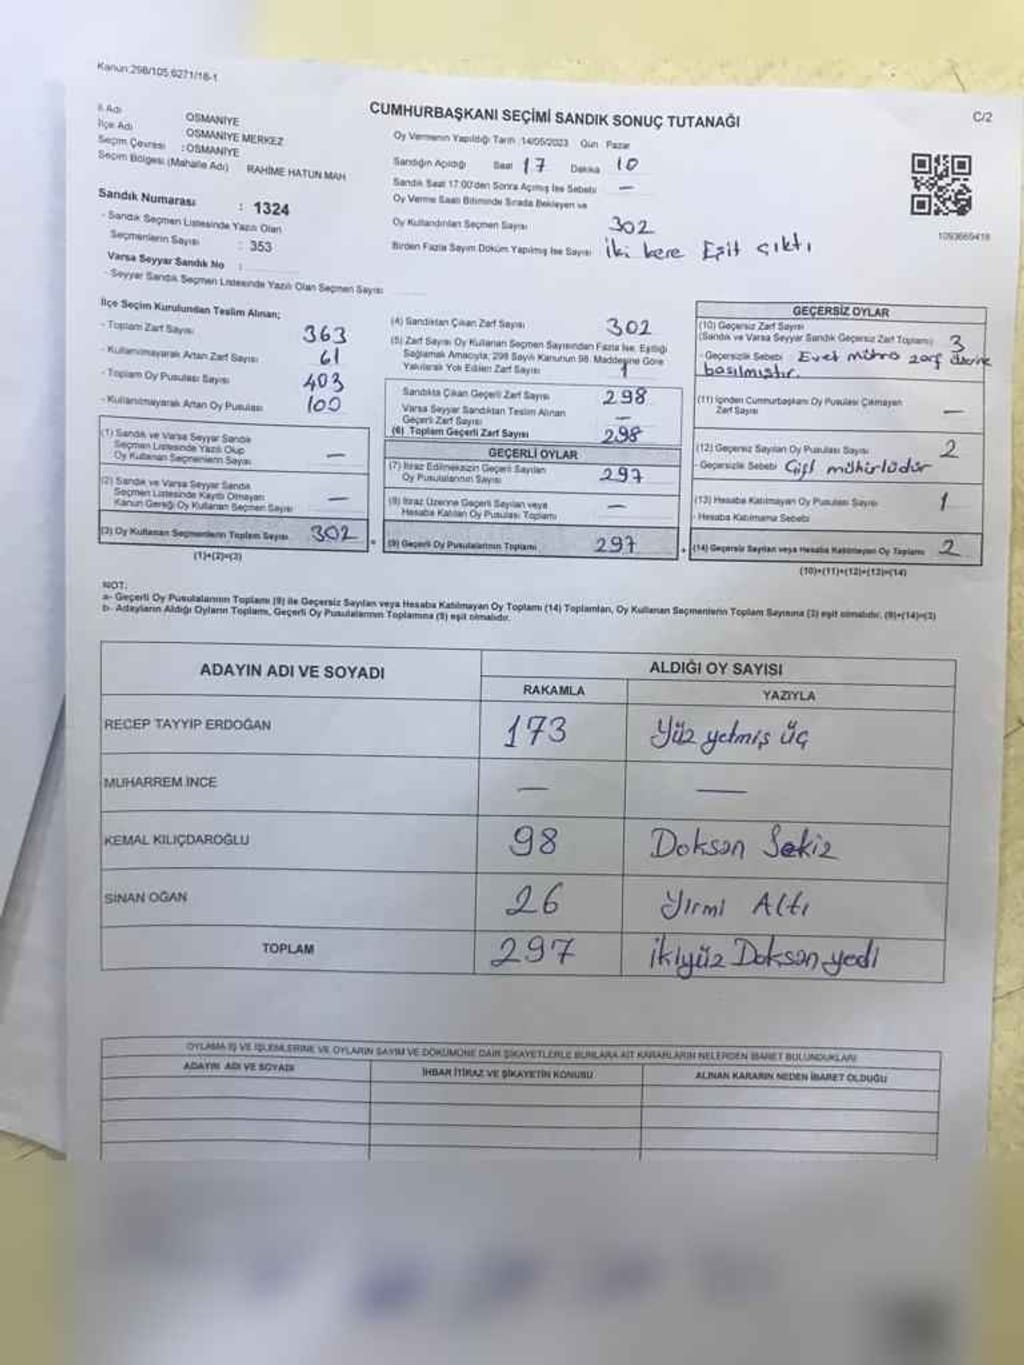 Kanun:298/105,6271/18-1
CUMHURBAŞKANI SEÇİMİ SANDIK SONUÇ TUTANAĞI
C/2
İl Adı OSMANİYE
İlçe Adı OSMANİYE MERKEZ
Seçim Çevresi : OSMANİYE
Seçim Bölgesi (Mahalle Adı) RAHİME HATUN MAH
Sandık Numarası : 1324
- Sandık Seçmen Listesinde Yazılı Olan
Seçmenlerin Sayısı : 353
Varsa Seyyar Sandık No :
- Seyyar Sandık Seçmen Listesinde Yazılı Olan Seçmen Sayısı
Oy Vermenin Yapıldığı Tarih :14/05/2023 Gün Pazar
Sandığın Açıldığı Saat 17 Dakika 10
Sandık Saat 17:00'den Sonra Açılmış İse Sebebi —
Oy Verme Saati Bitiminde Sırada Bekleyen ve
Oy Kullandırılan Seçmen Sayısı 302
Birden Fazla Sayım Döküm Yapılmış İse Sayısı İki kere Eşit çıktı
1093669418
İlçe Seçim Kurulundan Teslim Alınan;
- Toplam Zarf Sayısı 363
- Kullanılmayarak Artan Zarf Sayısı 61
- Toplam Oy Pusulası Sayısı 403
- Kullanılmayarak Artan Oy Pusulası 100
(1) Sandık ve Varsa Seyyar Sandık
Seçmen Listesinde Yazılı Olup
Oy Kullanan Seçmenlerin Sayısı —
(2) Sandık ve Varsa Seyyar Sandık
Seçmen Listesinde Kayıtlı Olmayan
Kanun Gereği Oy Kullanan Seçmen Sayısı —
(3) Oy Kullanan Seçmenlerin Toplam Sayısı 302
(1)+(2)=(3)
(4) Sandıktan Çıkan Zarf Sayısı 302
(5) Zarf Sayısı Oy Kullanan Seçmen Sayısından Fazla İse, Eşitliği
Sağlamak Amacıyla, 298 Sayılı Kanunun 98. Maddesine Göre
Yakılarak Yok Edilen Zarf Sayısı 1
Sandıkta Çıkan Geçerli Zarf Sayısı 298
Varsa Seyyar Sandıktan Teslim Alınan
Geçerli Zarf Sayısı —
(6) Toplam Geçerli Zarf Sayısı 298
GEÇERLİ OYLAR
(7) İtiraz Edilmeksizin Geçerli Sayılan
Oy Pusulalarının Sayısı 297
(8) İtiraz Üzerine Geçerli Sayılan veya
Hesaba Katılan Oy Pusulası Toplamı —
(9) Geçerli Oy Pusulalarının Toplamı 297
GEÇERSİZ OYLAR
(10) Geçersiz Zarf Sayısı
(Sandık ve Varsa Seyyar Sandık Geçersiz Zarf Toplamı) 3
- Geçersizlik Sebebi Evet mührü zarf üzerine
basılmıştır.
(11) İçinden Cumhurbaşkanı Oy Pusulası Çıkmayan
Zarf Sayısı —
(12) Geçersiz Sayılan Oy Pusulası Sayısı 2
- Geçersizlik Sebebi Çift mühürlüdür
(13) Hesaba Katılmayan Oy Pusulası Sayısı 1
- Hesaba Katılmama Sebebi
(14) Geçersiz Sayılan veya Hesaba Katılmayan Oy Toplamı 2
(10)+(11)+(12)+(13)=(14)
NOT:
a- Geçerli Oy Pusulalarının Toplamı (9) ile Geçersiz Sayılan veya Hesaba Katılmayan Oy Toplamı (14) Toplamları, Oy Kullanan Seçmenlerin Toplam Sayısına (3) eşit olmalıdır. (9)+(14)=(3)
b- Adayların Aldığı Oyların Toplamı, Geçerli Oy Pusulalarının Toplamına (9) eşit olmalıdır.
ADAYIN ADI VE SOYADI ALDIĞI OY SAYISI
RAKAMLA YAZIYLA
RECEP TAYYİP ERDOĞAN 173 Yüz yetmiş üç
MUHARREM İNCE — —
KEMAL KILIÇDAROĞLU 98 Doksan Sekiz
SİNAN OĞAN 26 Yirmi Altı
TOPLAM 297 İkiyüz Doksan yedi
OYLAMA İŞ VE İŞLEMLERİNE VE OYLARIN SAYIM VE DÖKÜMÜNE DAİR ŞİKAYETLERLE BUNLARA AİT KARARLARIN NELERDEN İBARET BULUNDUKLARI
ADAYIN ADI VE SOYADI İHBAR İTİRAZ VE ŞİKAYETİN KONUSU ALINAN KARARIN NEDEN İBARET OLDUĞU